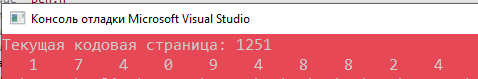 Консоль отладки Microsoft Visual Studio
Текущая кодовая страница: 1251
1 7 4 0 9 4 8 8 2 4